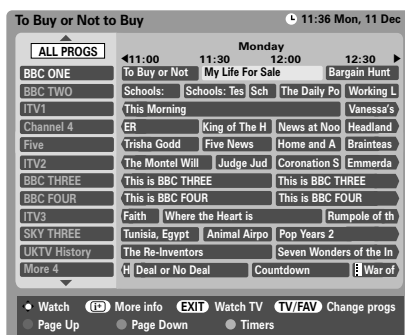 To Buy or Not to Buy 11:36 Mon, 11 Dec
ALL PROGS Monday
11:00 11:30 12:00 12:30
BBC ONE To Buy or Not My Life For Sale Bargain Hunt
BBC TWO Schools: Schools: Tes Sch The Daily Po Working L
ITV1 This Morning Vanessa's
Channel 4 ER King of The H News at Noo Headland
Five Trisha Godd Five News Home and A Brainteas
ITV2 The Montel Will Judge Jud Coronation S Emmerda
BBC THREE This is BBC THREE This is BBC THREE
BBC FOUR This is BBC FOUR This is BBC FOUR
ITV3 Faith Where the Heart is Rumpole of th
SKY THREE Tunisia, Egypt Animal Airpo Pop Years 2
UKTV History The Re-Inventors Seven Wonders of the In
More 4 H Deal or No Deal Countdown War of
Watch i+ More info EXIT Watch TV TV/FAV Change progs
Page Up Page Down Timers